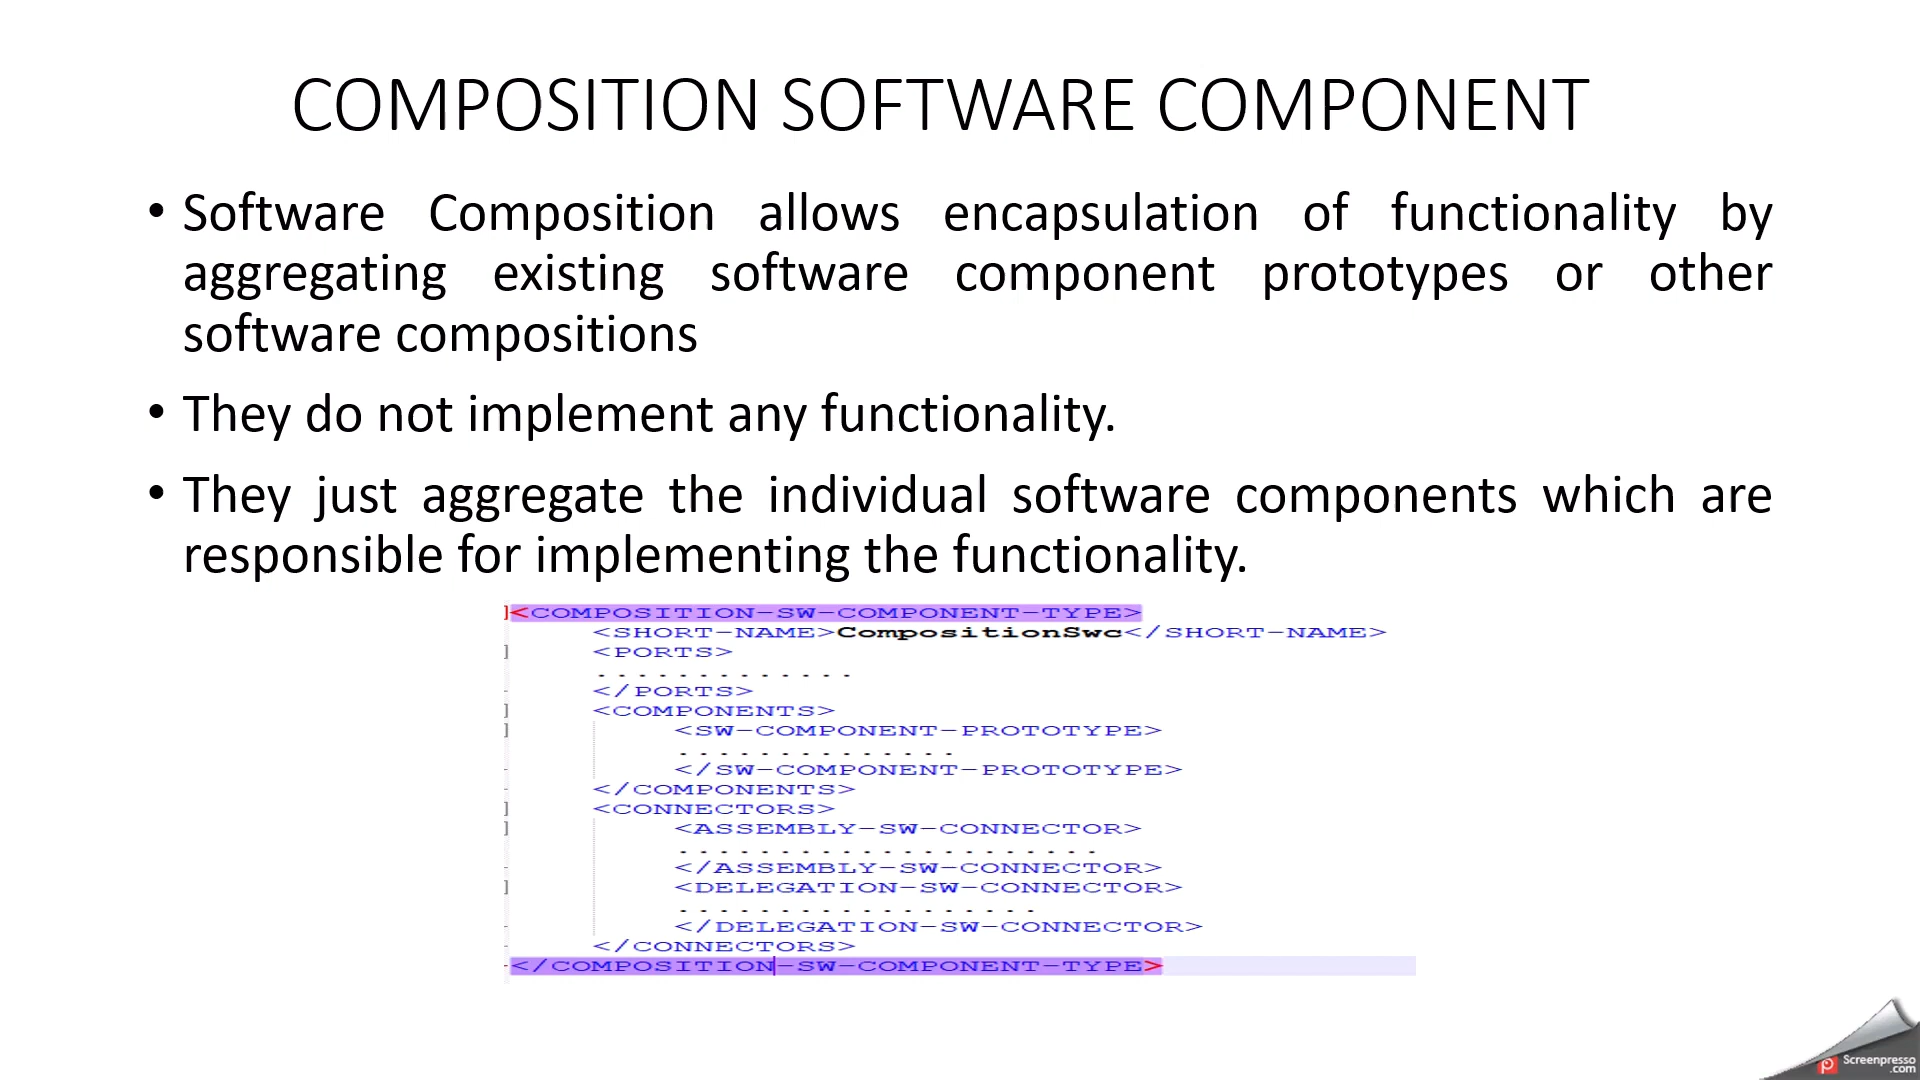 COMPOSITION SOFTWARE COMPONENT
• Software Composition allows encapsulation of functionality by
aggregating existing software component prototypes or other
software compositions
• They do not implement any functionality.
• They just aggregate the individual software components which are
responsible for implementing the functionality.
<COMPOSITION-SW-COMPONENT-TYPE>
<SHORT-NAME>CompositionSwc</SHORT-NAME>
<PORTS>
.............
</PORTS>
<COMPONENTS>
<SW-COMPONENT-PROTOTYPE>
..............
</SW-COMPONENT-PROTOTYPE>
</COMPONENTS>
<CONNECTORS>
<ASSEMBLY-SW-CONNECTOR>
.....................
</ASSEMBLY-SW-CONNECTOR>
<DELEGATION-SW-CONNECTOR>
..................
</DELEGATION-SW-CONNECTOR>
</CONNECTORS>
</COMPOSITION-SW-COMPONENT-TYPE>
Screenpresso
.com